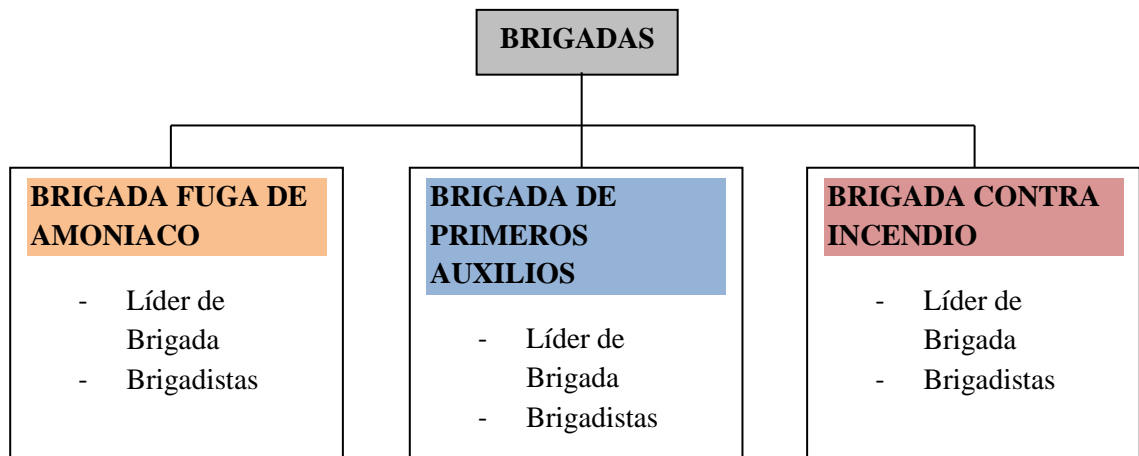 BRIGADAS
BRIGADA FUGA DE
AMONIACO
- Líder de
Brigada
- Brigadistas
BRIGADA DE
PRIMEROS
AUXILIOS
- Líder de
Brigada
- Brigadistas
BRIGADA CONTRA
INCENDIO
- Líder de
Brigada
- Brigadistas